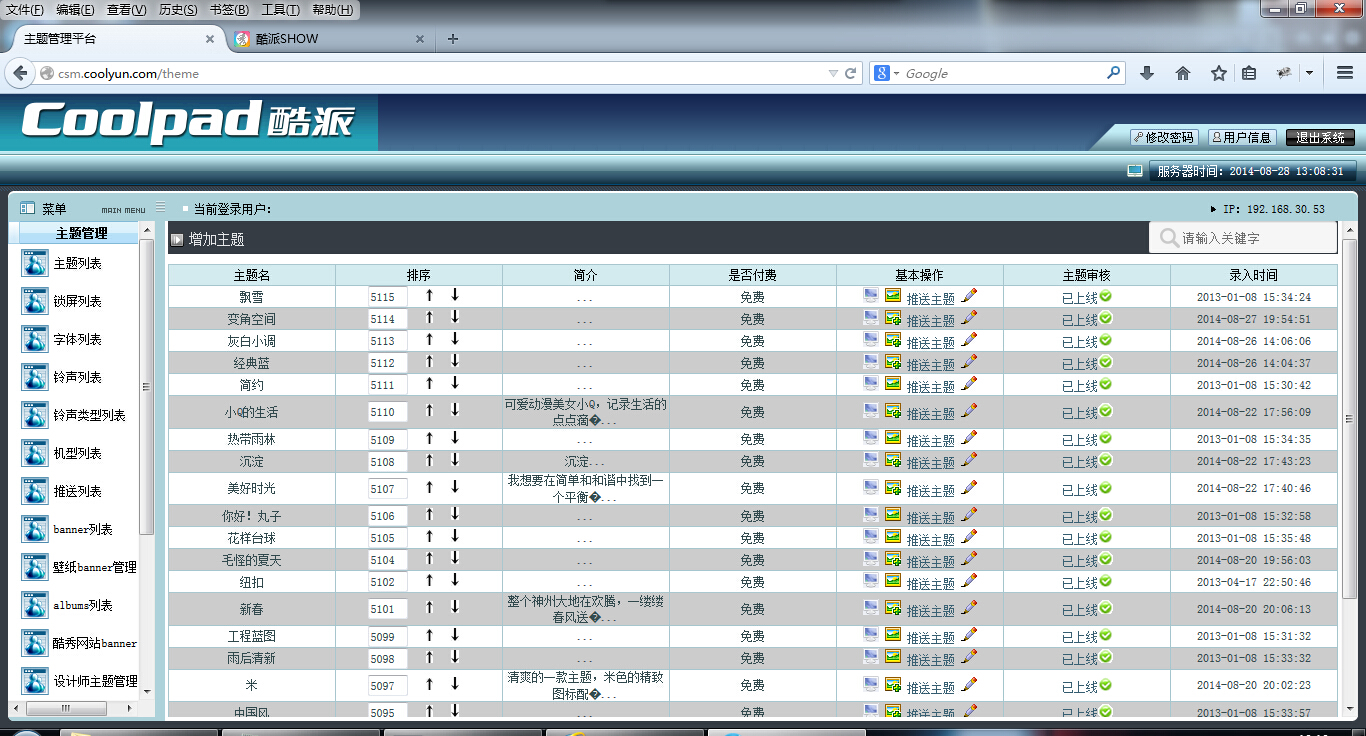 文件(F) 编辑(E) 查看(V) 历史(S) 书签(B) 工具(T) 帮助(H)
主题管理平台 × 酷派SHOW × +
csm.coolyun.com/theme 8 Google
Coolpad 酷派
修改密码 用户信息 退出系统
服务器时间：2014-08-28 13:08:31
菜单 MAIN MENU 当前登录用户： IP: 192.168.30.53
主题管理
主题列表
锁屏列表
字体列表
铃声列表
铃声类型列表
机型列表
推送列表
banner列表
壁纸banner管理
albums列表
酷秀网站banner
设计师主题管理
增加主题 请输入关键字
主题名 排序 简介 是否付费 基本操作 主题审核 录入时间
飘雪 5115 ↑ ↓ ... 免费 推送主题 已上线 2013-01-08 15:34:24
变角空间 5114 ↑ ↓ ... 免费 推送主题 已上线 2014-08-27 19:54:51
灰白小调 5113 ↑ ↓ ... 免费 推送主题 已上线 2014-08-26 14:06:06
经典蓝 5112 ↑ ↓ ... 免费 推送主题 已上线 2014-08-26 14:04:37
简约 5111 ↑ ↓ ... 免费 推送主题 已上线 2013-01-08 15:30:42
小Q的生活 5110 ↑ ↓ 可爱动漫美女小Q，记录生活的点点滴�... 免费 推送主题 已上线 2014-08-22 17:56:09
热带雨林 5109 ↑ ↓ ... 免费 推送主题 已上线 2013-01-08 15:34:35
沉淀 5108 ↑ ↓ 沉淀... 免费 推送主题 已上线 2014-08-22 17:43:23
美好时光 5107 ↑ ↓ 我想要在简单和和谐中找到一个平衡�... 免费 推送主题 已上线 2014-08-22 17:40:46
你好！丸子 5106 ↑ ↓ ... 免费 推送主题 已上线 2013-01-08 15:32:58
花样台球 5105 ↑ ↓ ... 免费 推送主题 已上线 2013-01-08 15:35:48
毛怪的夏天 5104 ↑ ↓ ... 免费 推送主题 已上线 2014-08-20 19:56:03
纽扣 5102 ↑ ↓ ... 免费 推送主题 已上线 2013-04-17 22:50:46
新春 5101 ↑ ↓ 整个神州大地在欢腾，一缕缕春风送�... 免费 推送主题 已上线 2014-08-20 20:06:13
工程蓝图 5099 ↑ ↓ ... 免费 推送主题 已上线 2013-01-08 15:31:32
雨后清新 5098 ↑ ↓ ... 免费 推送主题 已上线 2013-01-08 15:33:32
米 5097 ↑ ↓ 清爽的一款主题，米色的精致图标配�... 免费 推送主题 已上线 2014-08-20 20:02:23
中国风 5095 ↑ ↓ ... 免费 推送主题 已上线 2013-01-08 15:33:57